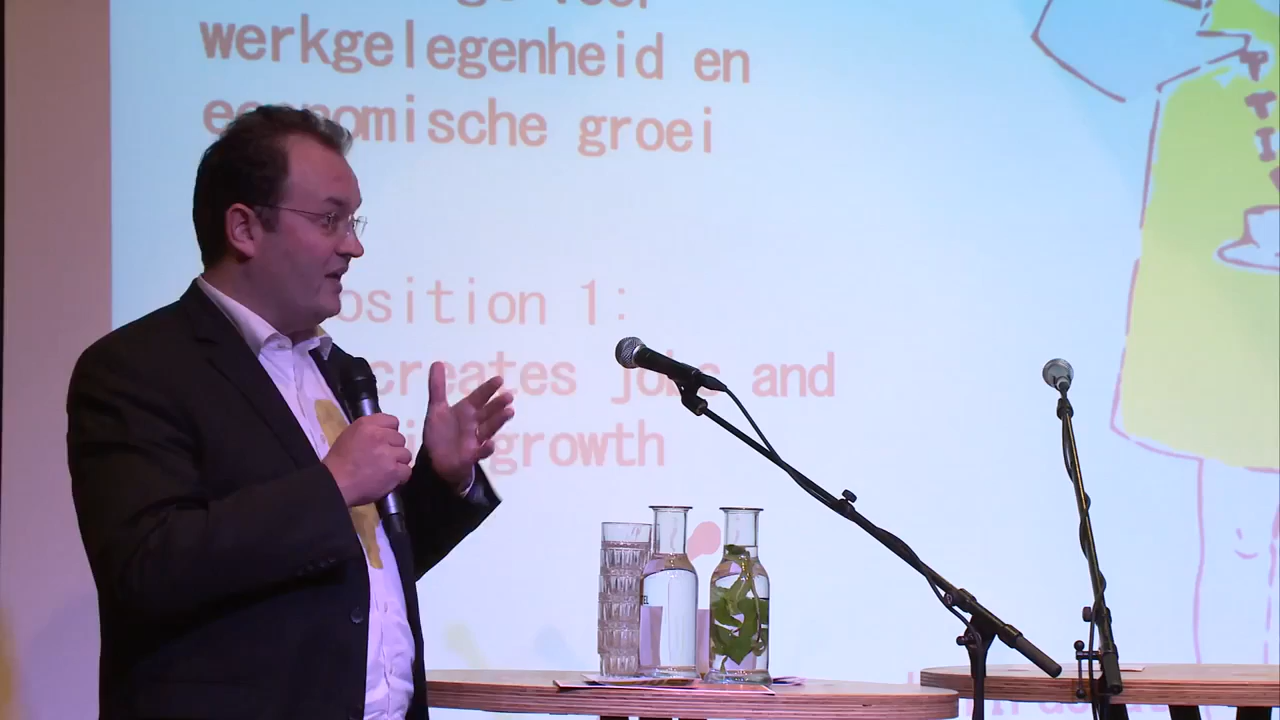 werkgelegenheid en
economische groei
osition 1:
creates jobs and
growth